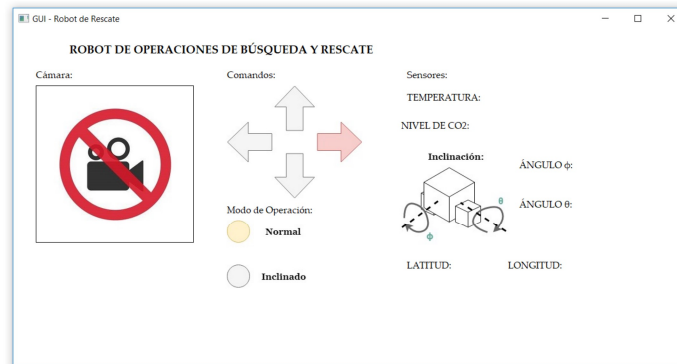 GUI - Robot de Rescate
ROBOT DE OPERACIONES DE BÚSQUEDA Y RESCATE
Cámara:
Comandos:
Sensores:
TEMPERATURA:
NIVEL DE CO2:
Inclinación:
ÁNGULO ϕ:
θ
ÁNGULO θ:
ϕ
Modo de Operación:
Normal
Inclinado
LATITUD:
LONGITUD: